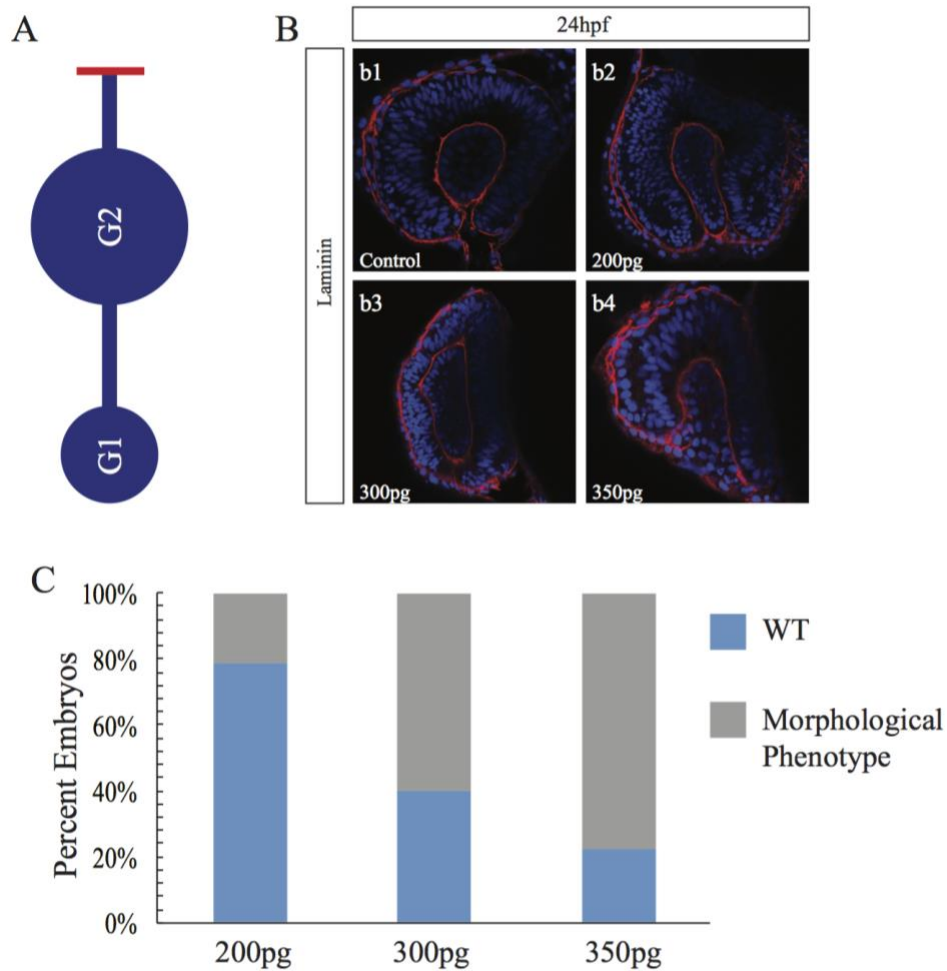 A
G2
G1
B
24hpf
Laminin
b1
Control
b2
200pg
b3
300pg
b4
350pg
C
Percent Embryos
100%
80%
60%
40%
20%
0%
200pg
300pg
350pg
WT
Morphological
Phenotype